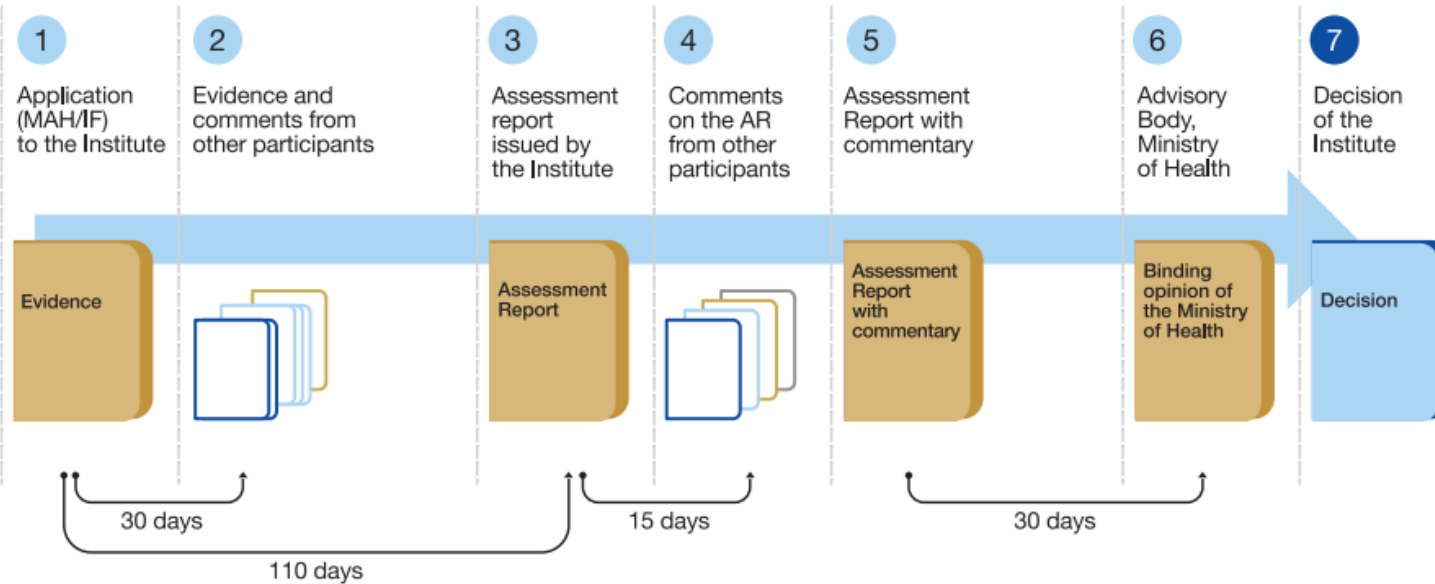 1
Application
(MAH/IF)
to the Institute
2
Evidence and
comments from
other participants
3
Assessment
report
issued by
the Institute
4
Comments
on the AR
from other
participants
5
Assessment
Report with
commentary
6
Advisory
Body,
Ministry
of Health
7
Decision
of the
Institute
Evidence
Assessment
Report
Assessment
Report
with
commentary
Binding
opinion of
the Ministry
of Health
Decision
30 days
15 days
30 days
110 days